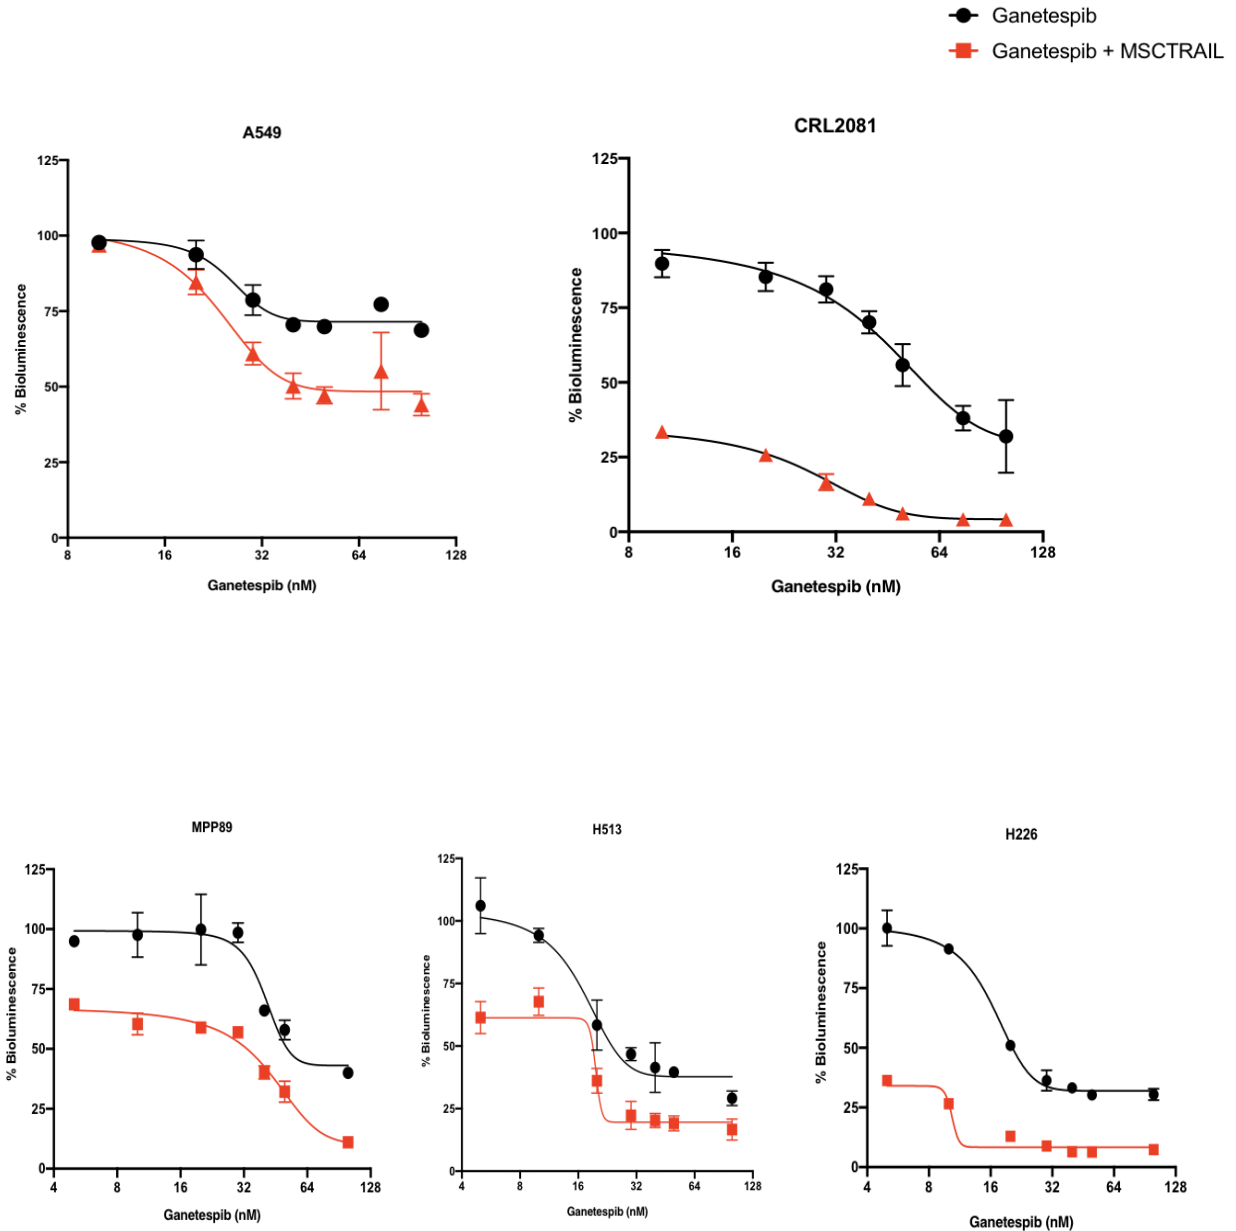 Ganetespib
Ganetespib + MSCTRAIL
A549
125
100
75
50
25
0
% Bioluminescence
8 16 32 64 128
Ganetespib (nM)
CRL2081
125
100
75
50
25
0
% Bioluminescence
8 16 32 64 128
Ganetespib (nM)
MPP89
125
100
75
50
25
0
% Bioluminescence
4 8 16 32 64 128
Ganetespib (nM)
H513
125
100
75
50
25
0
% Bioluminescence
4 8 16 32 64 128
Ganetespib (nM)
H226
125
100
75
50
25
0
% Bioluminescence
4 8 16 32 64 128
Ganetespib (nM)